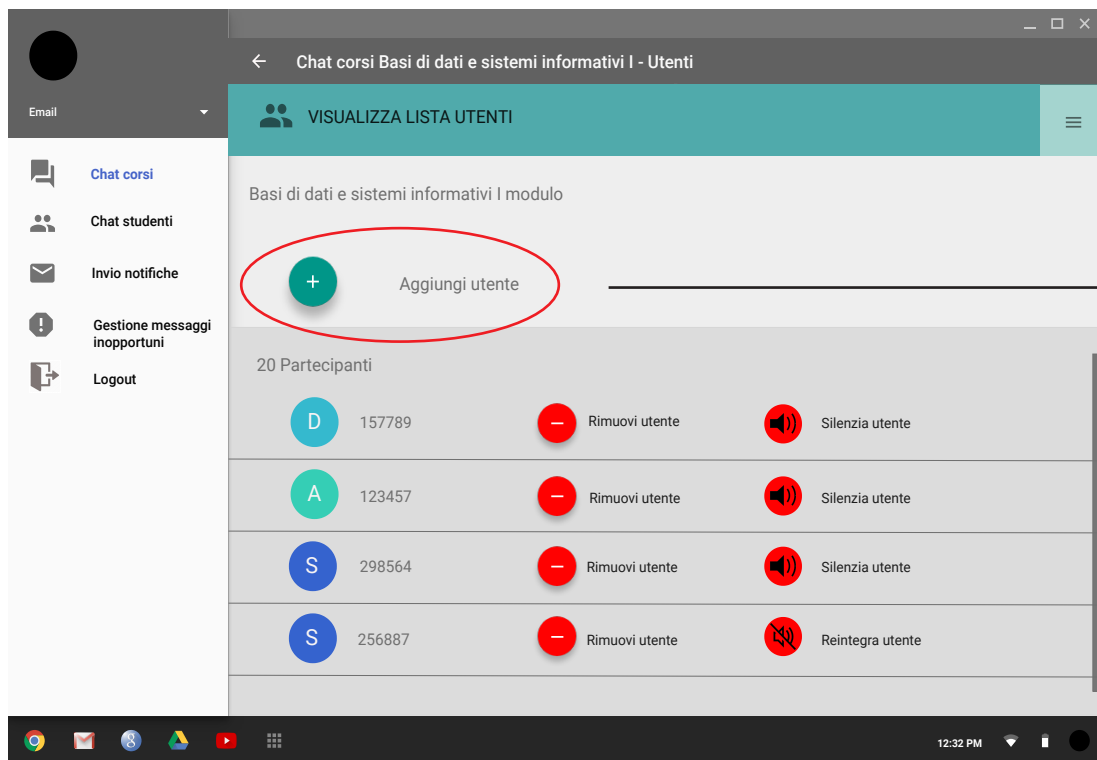 Chat corsi Basi di dati e sistemi informativi I - Utenti
Email
VISUALIZZA LISTA UTENTI
Chat corsi
Chat studenti
Invio notifiche
Gestione messaggi
inopportuni
Logout
Basi di dati e sistemi informativi I modulo
+ Aggiungi utente
20 Partecipanti
D 157789 Rimuovi utente Silenzia utente
A 123457 Rimuovi utente Silenzia utente
S 298564 Rimuovi utente Silenzia utente
S 256887 Rimuovi utente Reintegra utente
8
12:32 PM